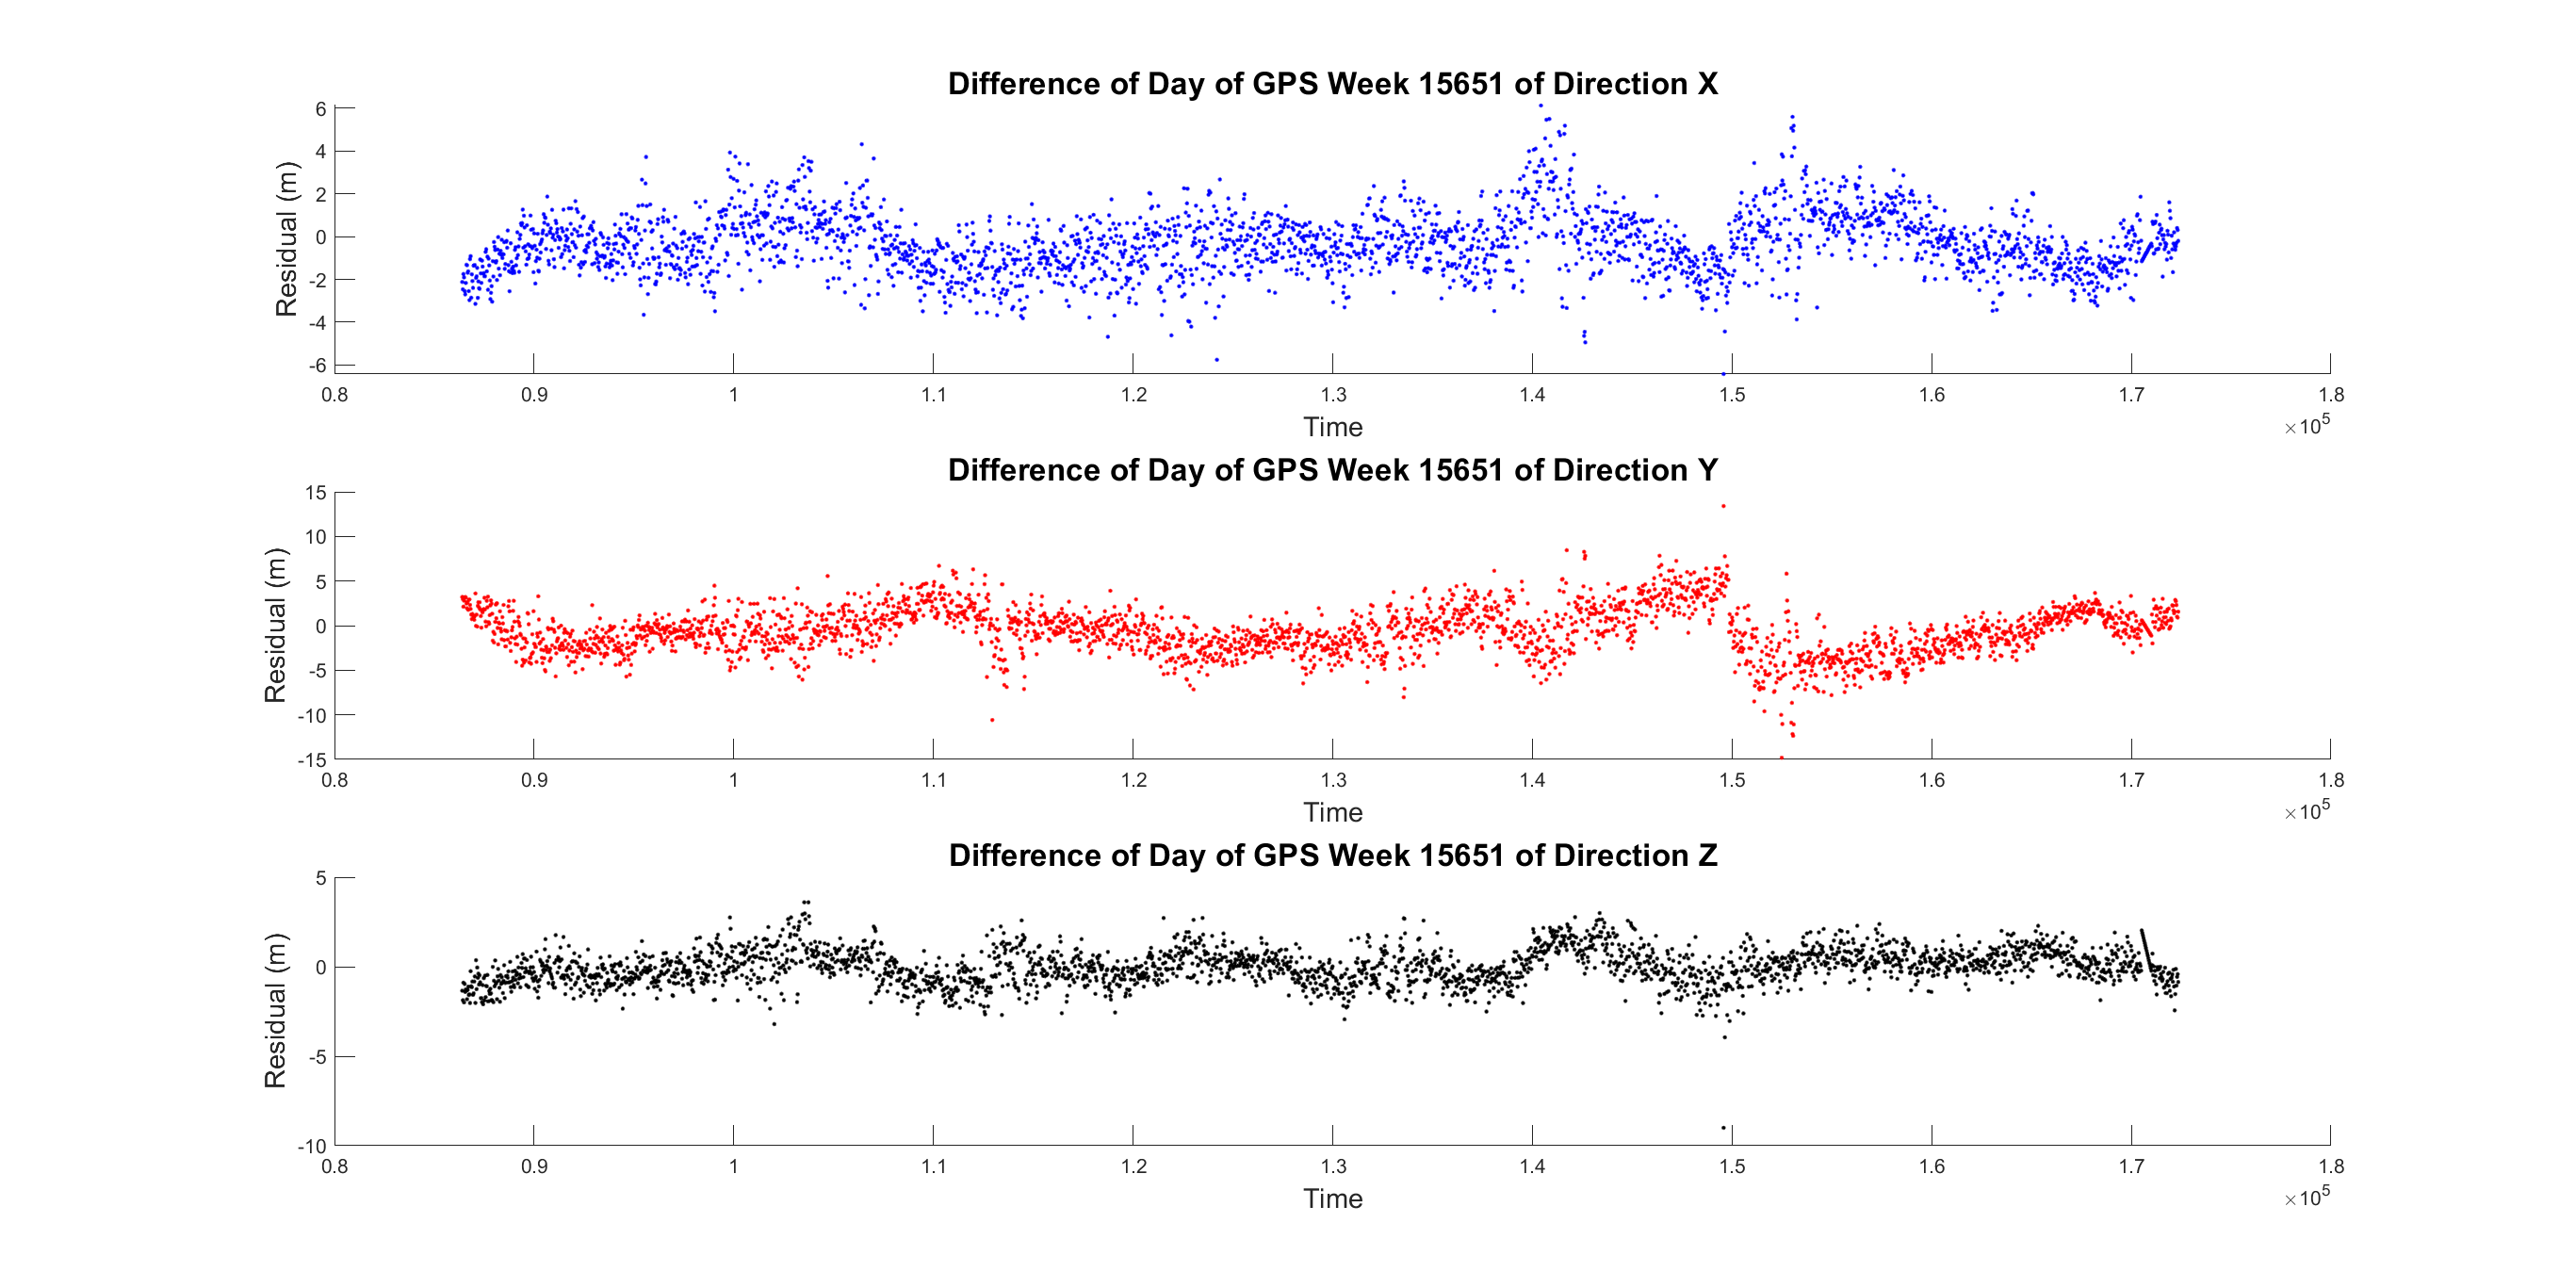 Difference of Day of GPS Week 15651 of Direction X
Residual (m)
6
4
2
0
-2
-4
-6
0.8 0.9 1 1.1 1.2 1.3 1.4 1.5 1.6 1.7 1.8
Time
×10^5
Difference of Day of GPS Week 15651 of Direction Y
Residual (m)
15
10
5
0
-5
-10
-15
0.8 0.9 1 1.1 1.2 1.3 1.4 1.5 1.6 1.7 1.8
Time
×10^5
Difference of Day of GPS Week 15651 of Direction Z
Residual (m)
5
0
-5
-10
0.8 0.9 1 1.1 1.2 1.3 1.4 1.5 1.6 1.7 1.8
Time
×10^5